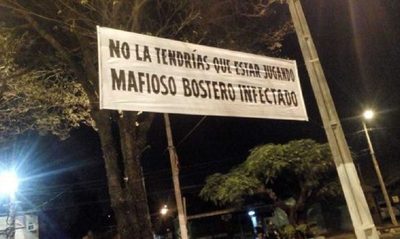 NO LA TENDRÍAS QUE ESTAR JUGANDO
MAFIOSO BOSTERO INFECTADO